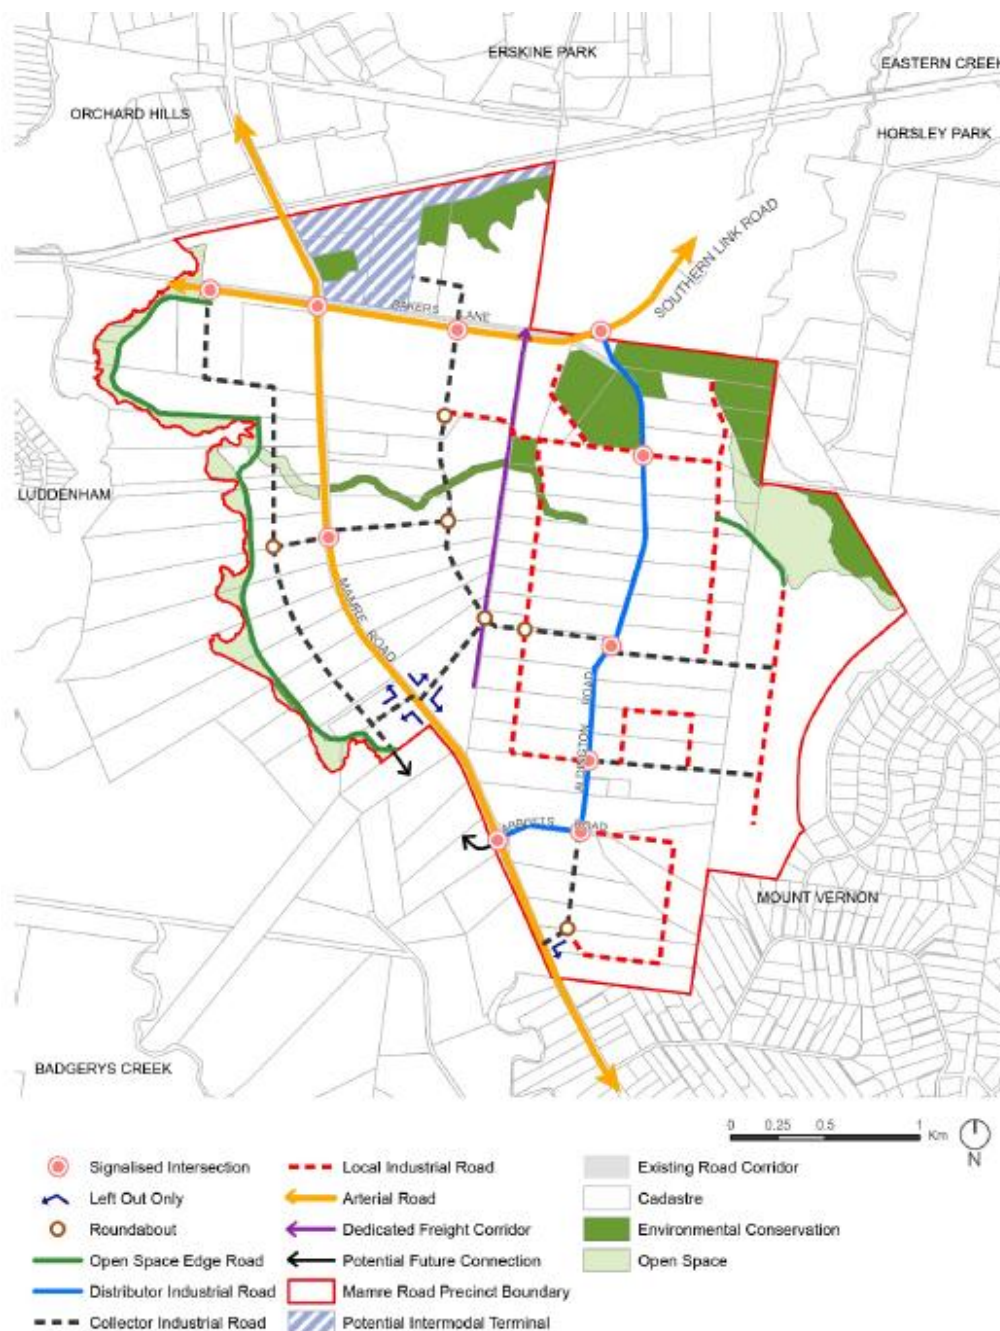 ERSKINE PARK
EASTERN CREEK
ORCHARD HILLS
HORSLEY PARK
SOUTHERN LINK ROAD
BAKERS LANE
LUDDENHAM
MAMRE ROAD
ALDINGTON ROAD
ABBOTTS ROAD
MOUNT VERNON
BADGERYS CREEK
0 0.25 0.5 1 Km
N
Signalised Intersection
Left Out Only
Roundabout
Open Space Edge Road
Distributor Industrial Road
Collector Industrial Road
Local Industrial Road
Arterial Road
Dedicated Freight Corridor
Potential Future Connection
Mamre Road Precinct Boundary
Potential Intermodal Terminal
Existing Road Corridor
Cadastre
Environmental Conservation
Open Space